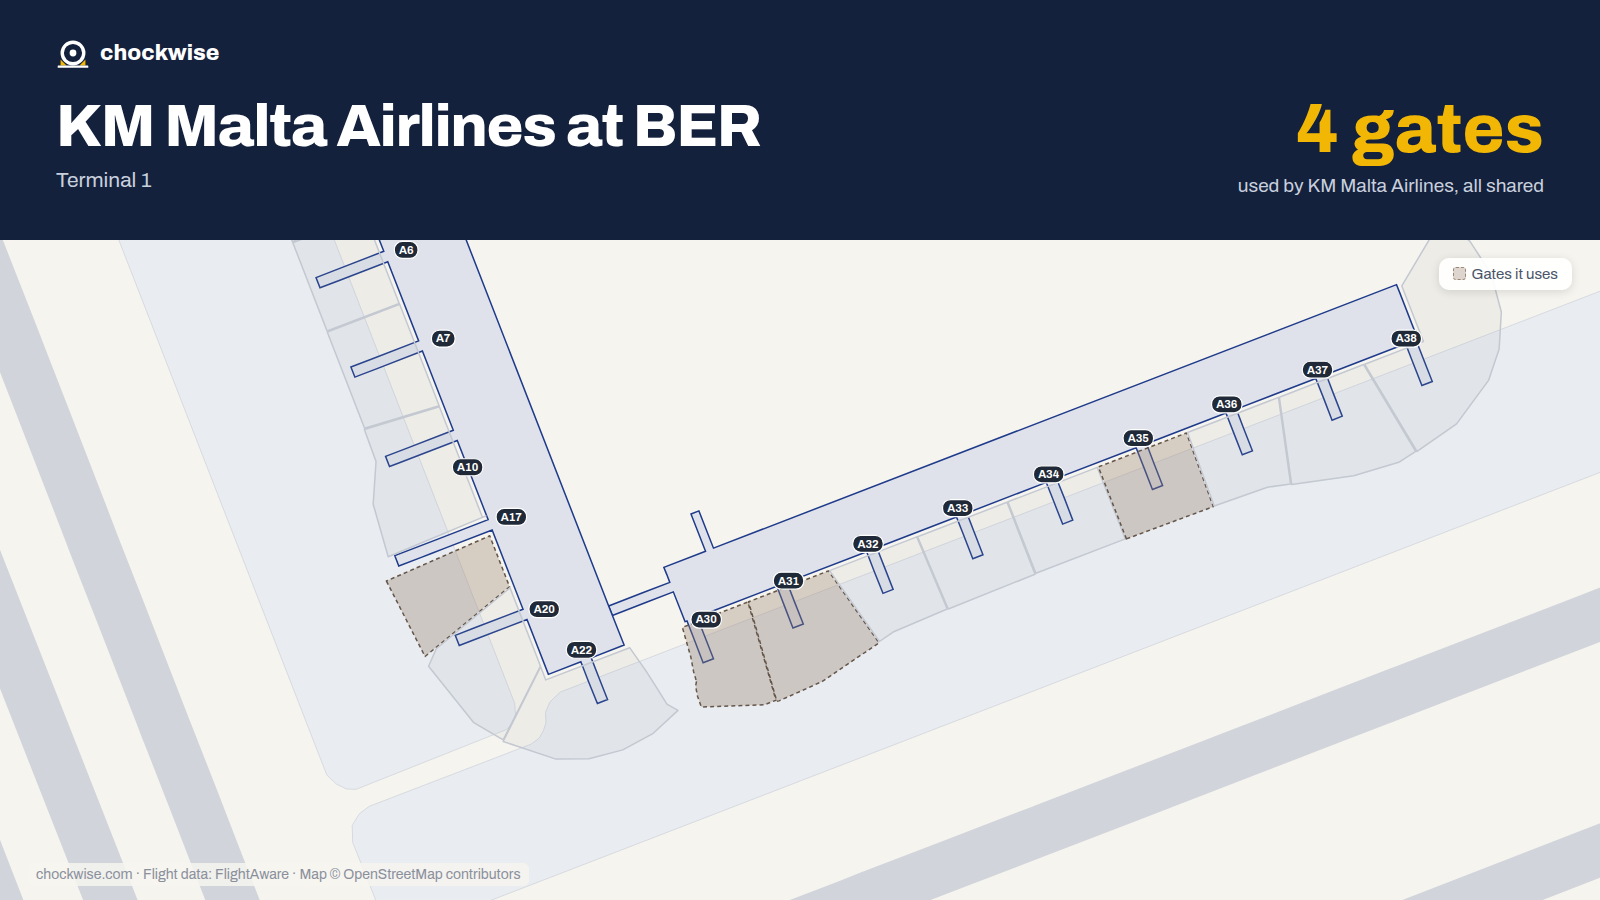 chockwise
KM Malta Airlines at BER
Terminal 1
4 gates
used by KM Malta Airlines, all shared
Gates it uses
A6
A7
A10
A17
A20
A22
A30
A31
A32
A33
A34
A35
A36
A37
A38
chockwise.com · Flight data: FlightAware · Map © OpenStreetMap contributors